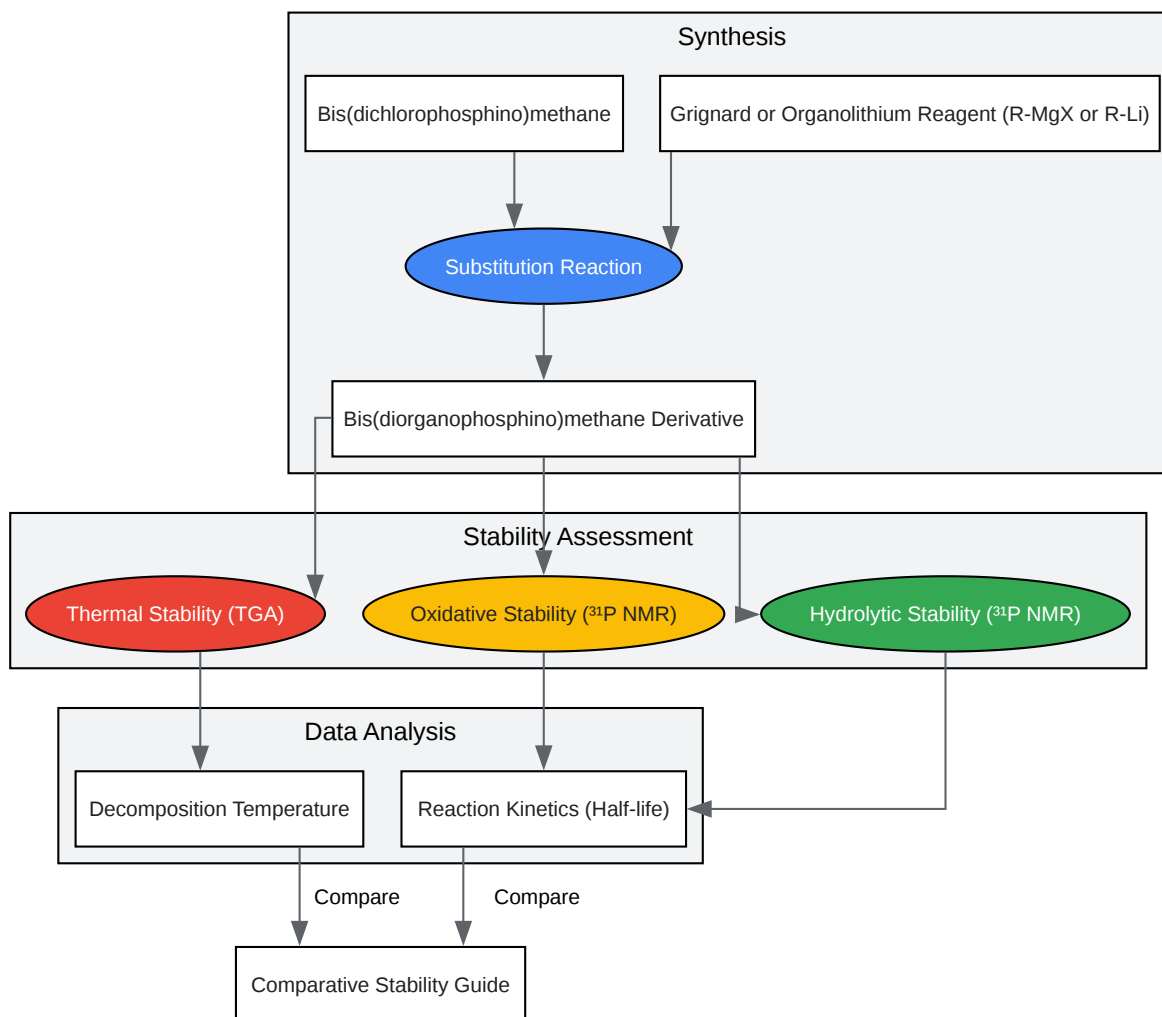 Synthesis
Bis(dichlorophosphino)methane
Grignard or Organolithium Reagent (R-MgX or R-Li)
Substitution Reaction
Bis(diorganophosphino)methane Derivative
Stability Assessment
Thermal Stability (TGA)
Oxidative Stability (³¹P NMR)
Hydrolytic Stability (³¹P NMR)
Data Analysis
Decomposition Temperature
Reaction Kinetics (Half-life)
Compare
Compare
Comparative Stability Guide